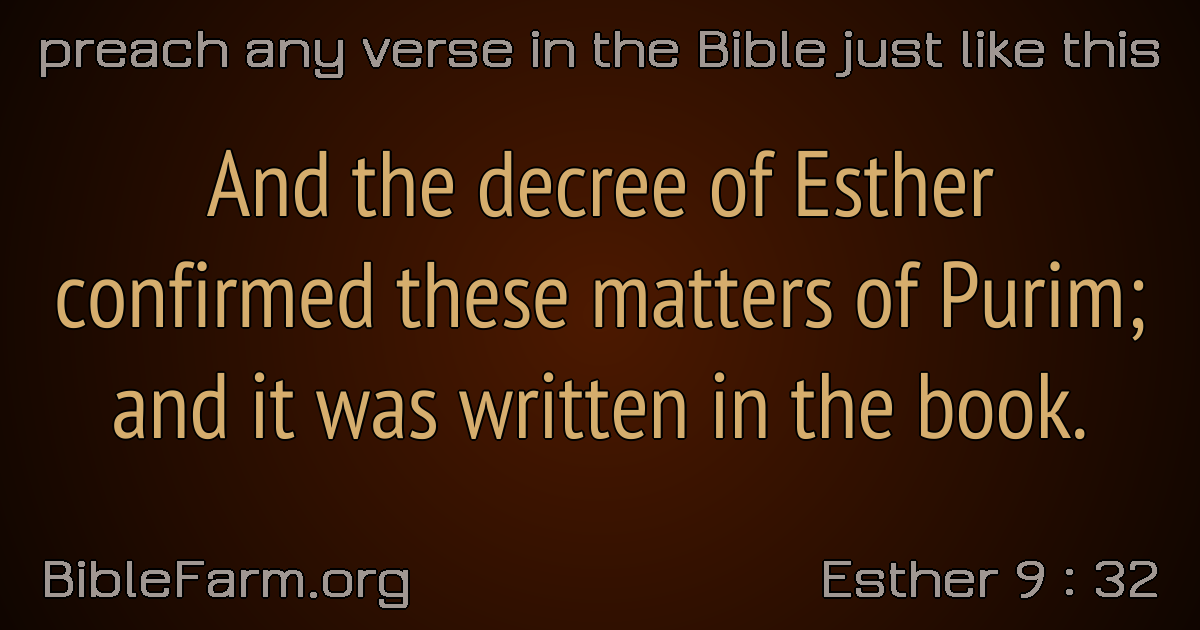 preach any verse in the Bible just like this
And the decree of Esther
confirmed these matters of Purim;
and it was written in the book.
BibleFarm.org
Esther 9 : 32